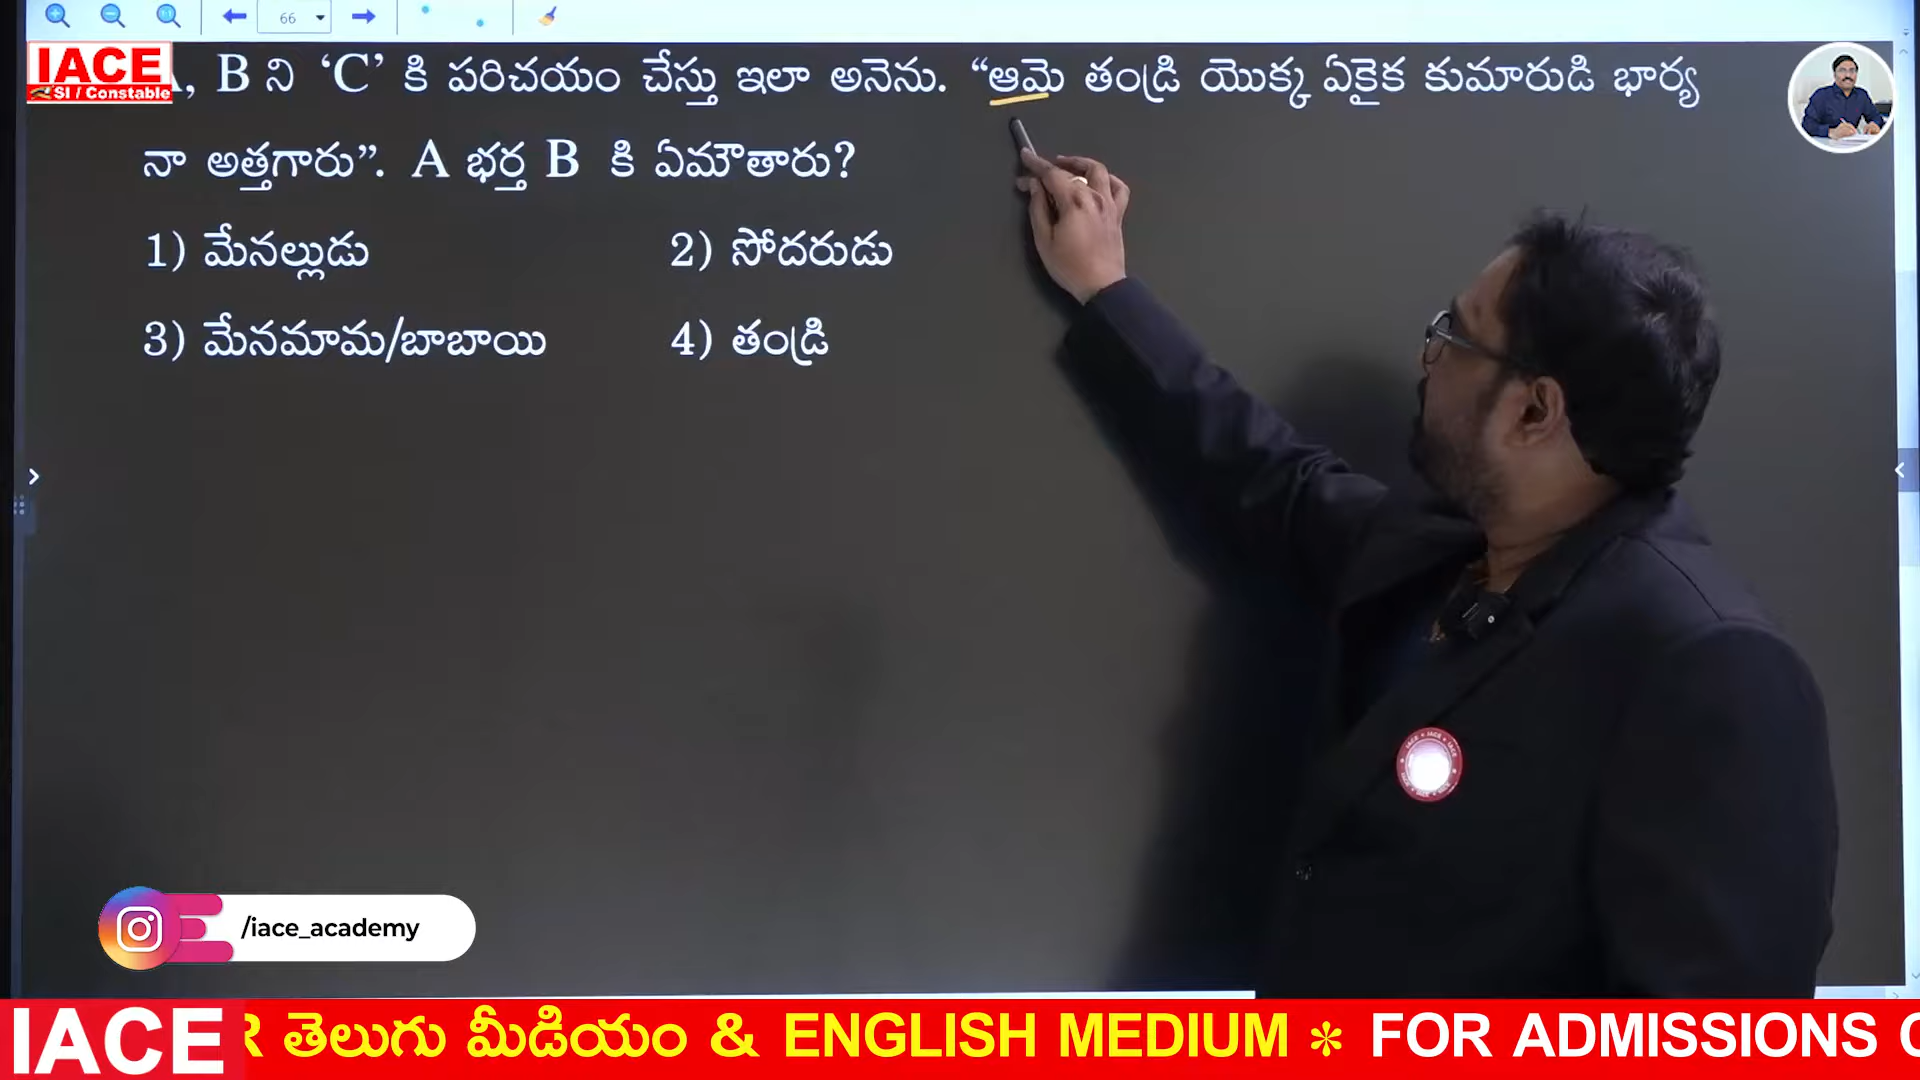 66
IACE
SI / Constable
, B ని ‘C’ కి పరిచయం చేస్తు ఇలా అనెను. “ఆమె తండ్రి యొక్క ఏకైక కుమారుడి భార్య
నా అత్తగారు”. A భర్త B కి ఏమౌతారు?
1) మేనల్లుడు 2) సోదరుడు
3) మేనమామ/బాబాయి 4) తండ్రి
/iace_academy
IACE R తెలుగు మీడియం & ENGLISH MEDIUM * FOR ADMISSIONS C